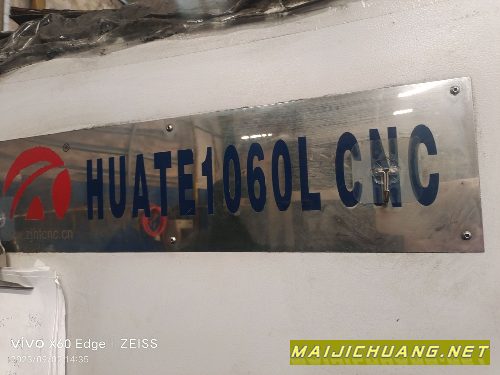 ®
HUATE1060L CNC
vivo X60 Edge | ZEISS
MAIJICHUANG.NET